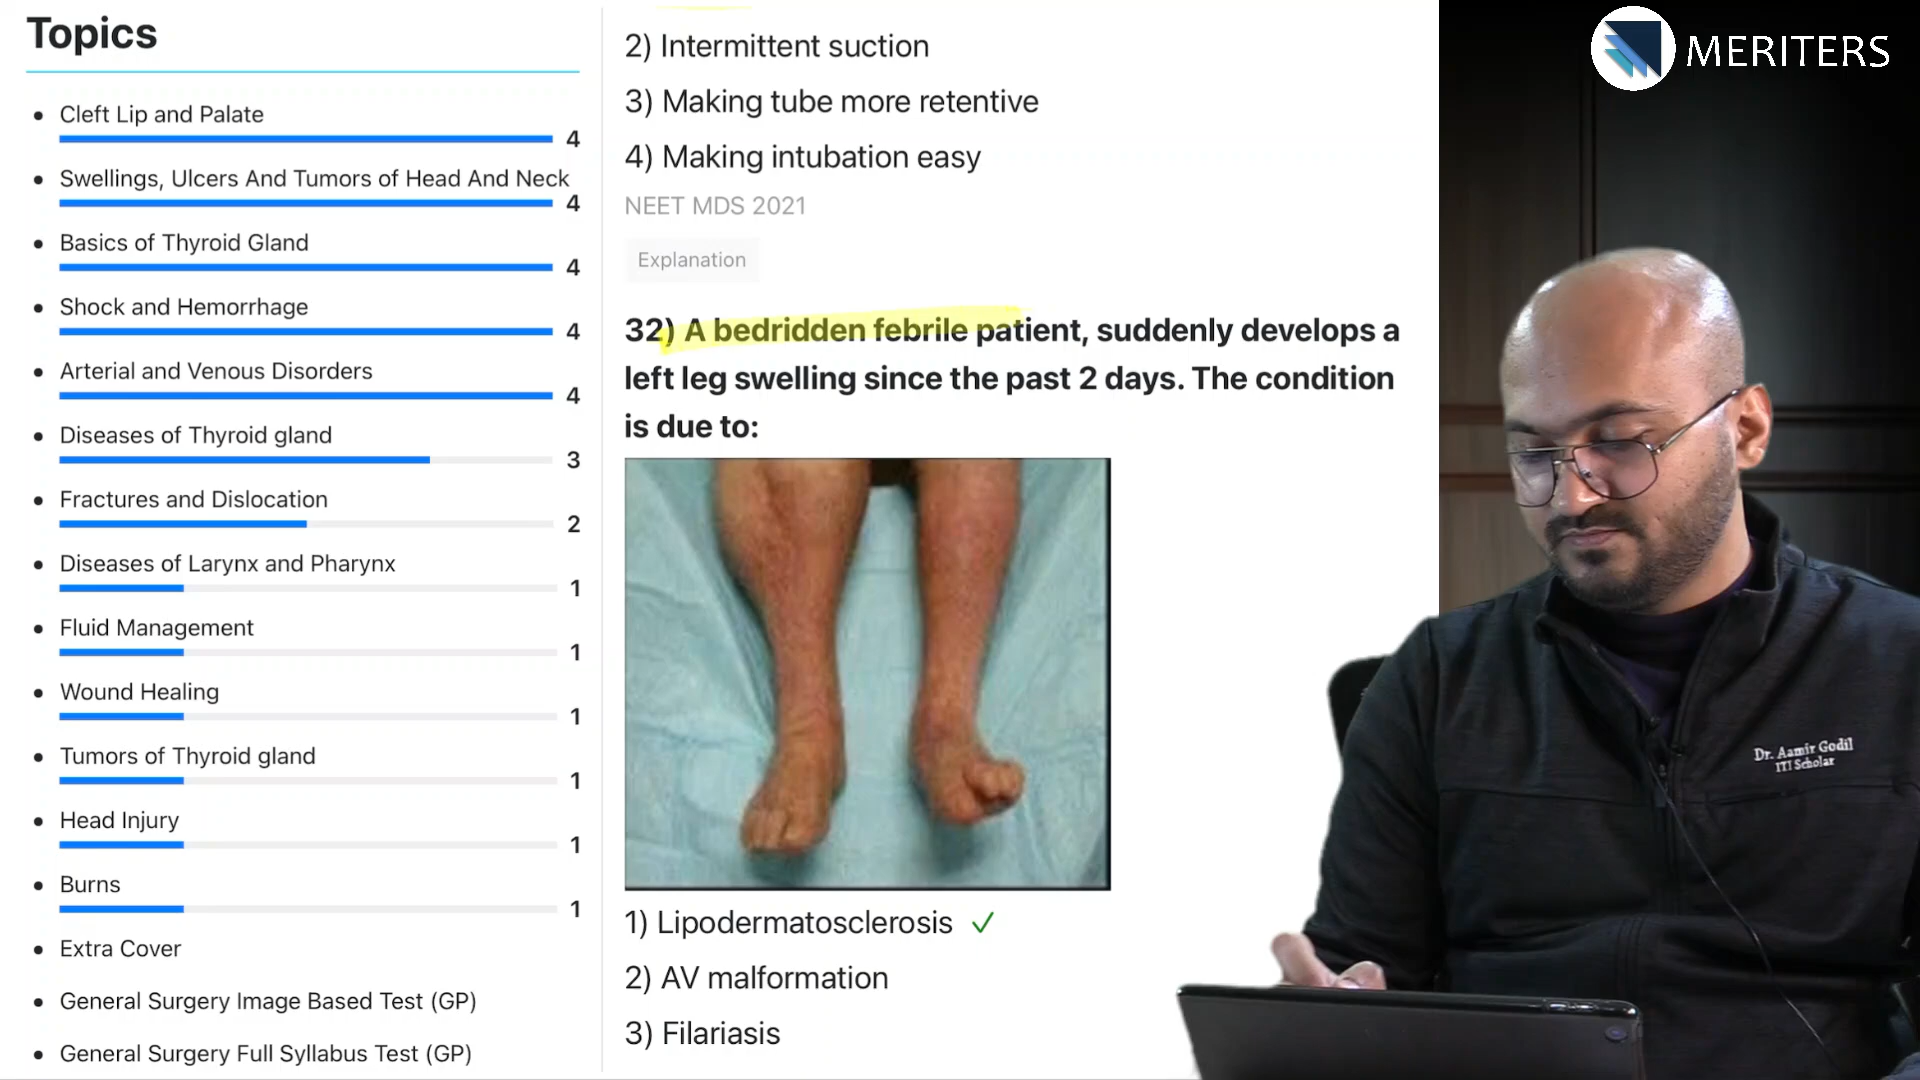 Topics
Cleft Lip and Palate
4
Swellings, Ulcers And Tumors of Head And Neck
4
Basics of Thyroid Gland
4
Shock and Hemorrhage
4
Arterial and Venous Disorders
4
Diseases of Thyroid gland
3
Fractures and Dislocation
2
Diseases of Larynx and Pharynx
1
Fluid Management
1
Wound Healing
1
Tumors of Thyroid gland
1
Head Injury
1
Burns
1
Extra Cover
General Surgery Image Based Test (GP)
General Surgery Full Syllabus Test (GP)
2) Intermittent suction
3) Making tube more retentive
4) Making intubation easy
NEET MDS 2021
Explanation
32) A bedridden febrile patient, suddenly develops a
left leg swelling since the past 2 days. The condition
is due to:
1) Lipodermatosclerosis ✓
2) AV malformation
3) Filariasis
MERITERS
Dr. Aamir Godil
ITI Scholar